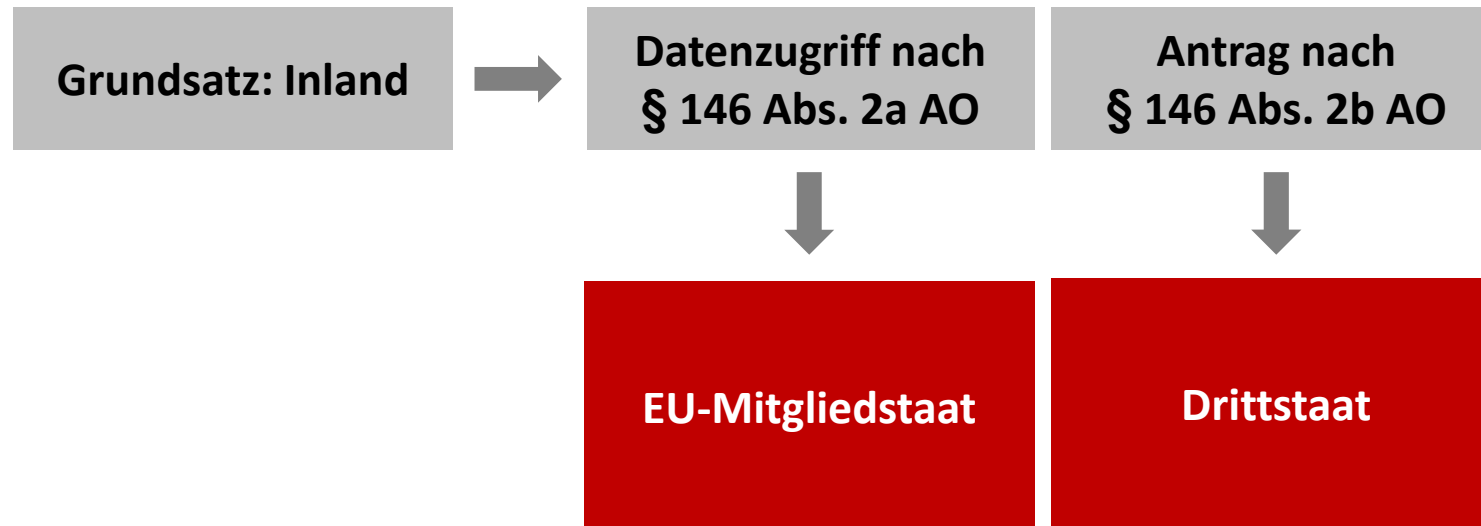 Grundsatz: Inland
Datenzugriff nach
§ 146 Abs. 2a AO
Antrag nach
§ 146 Abs. 2b AO
EU-Mitgliedstaat
Drittstaat